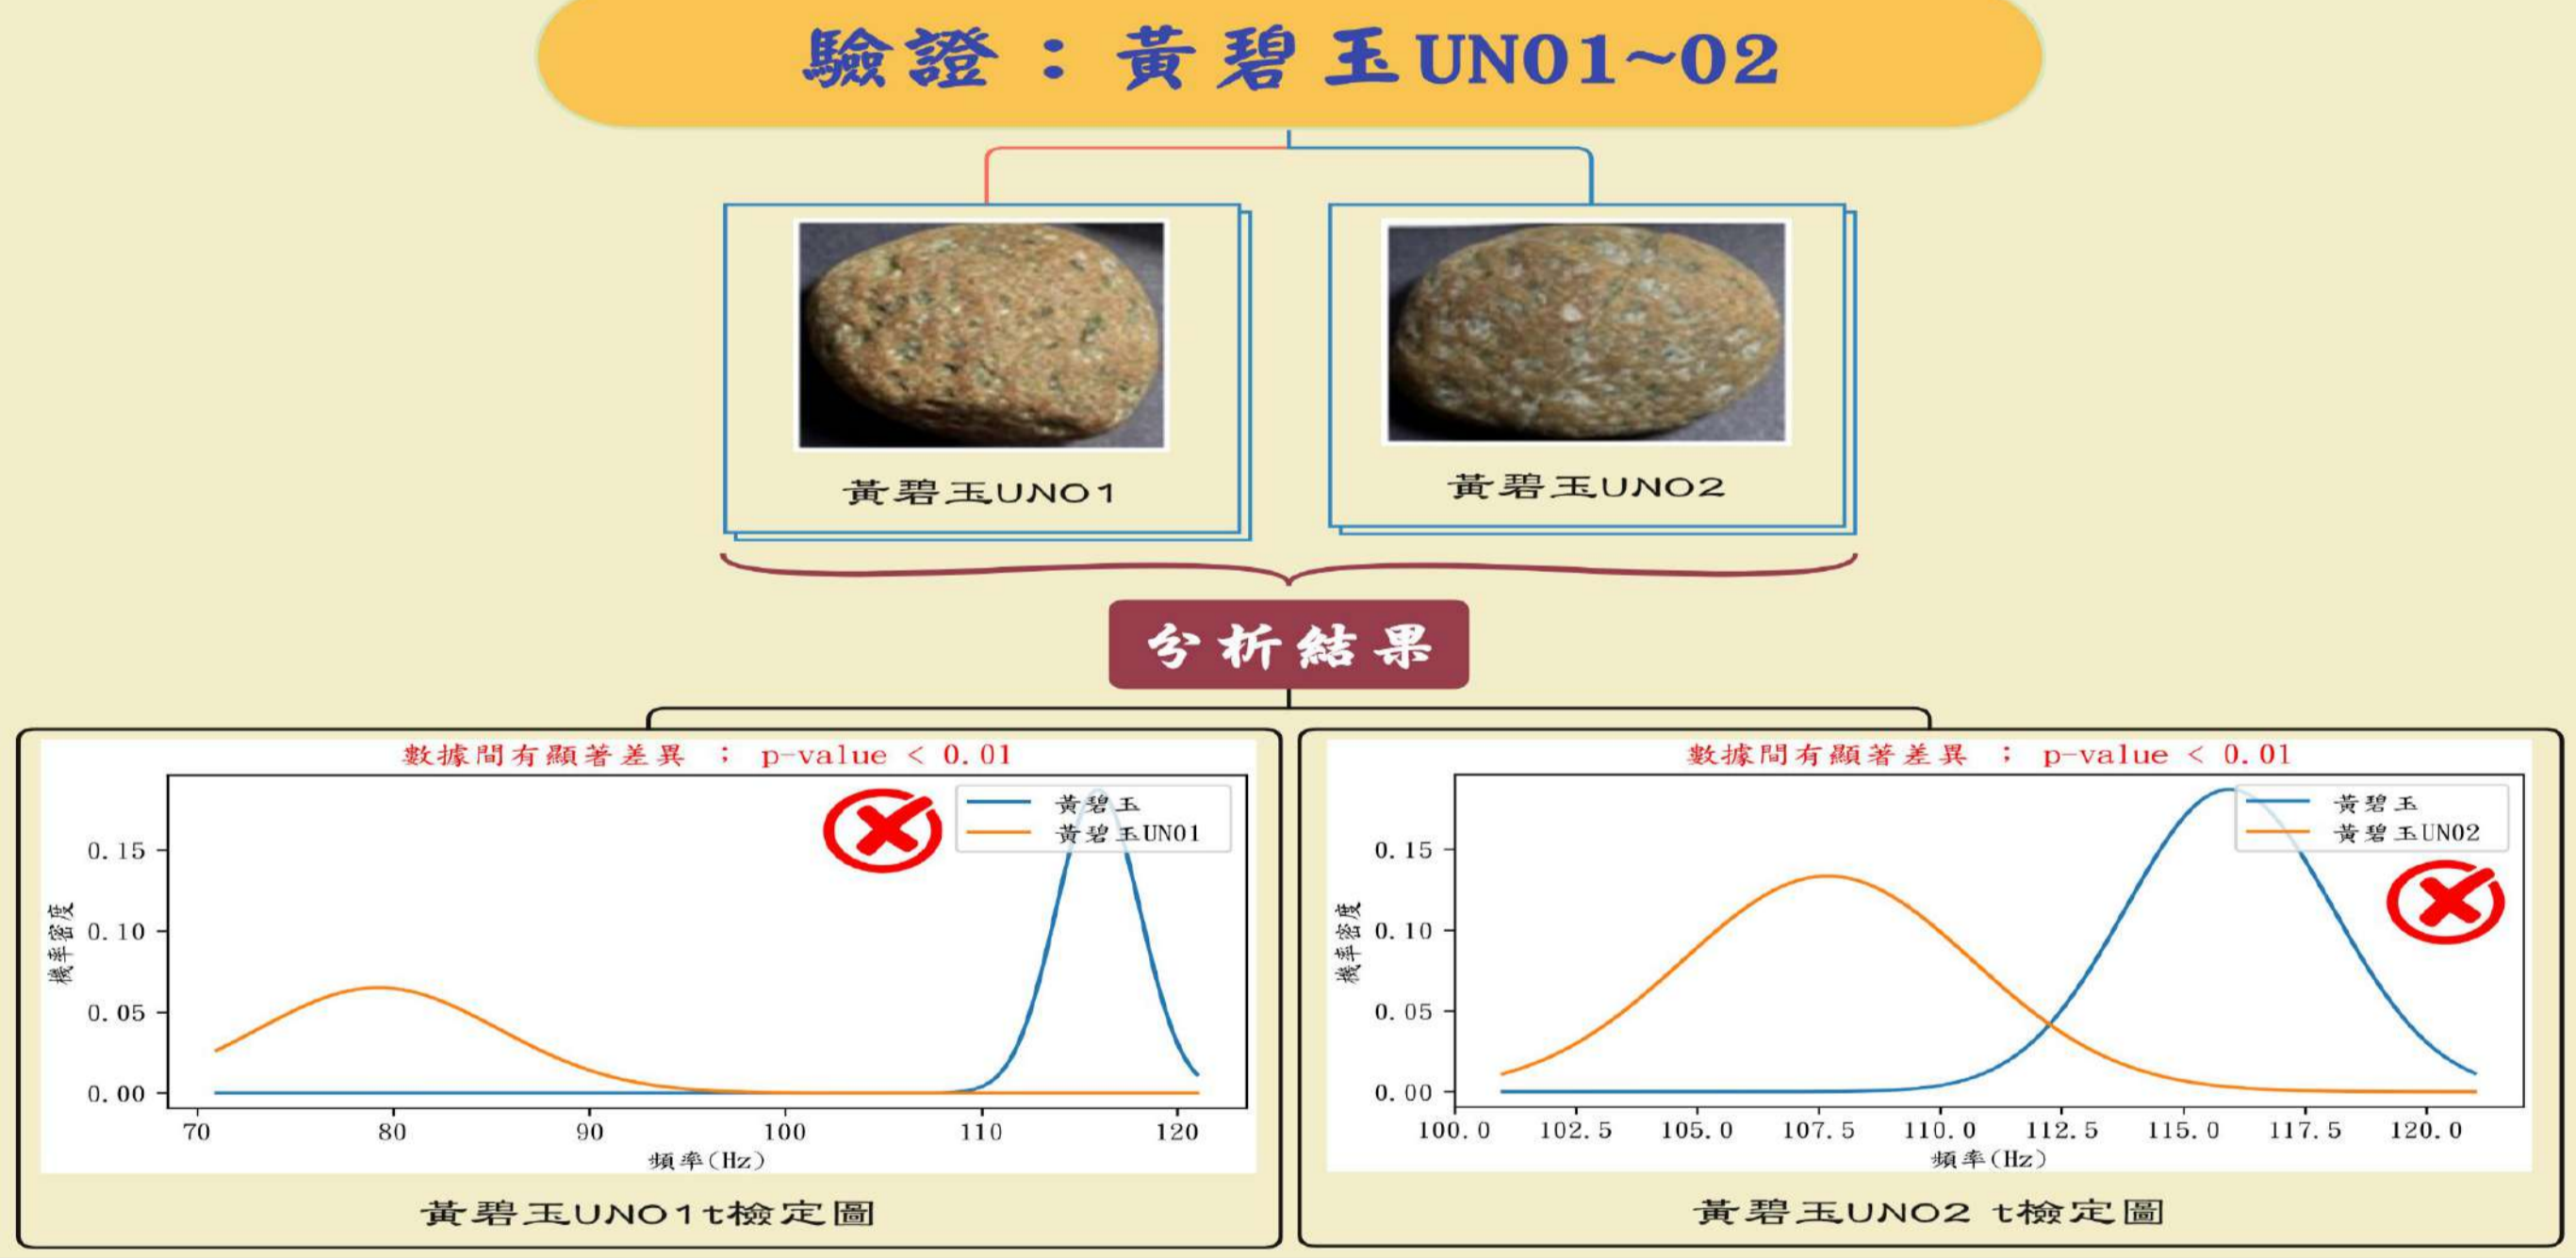 驗證：黃碧玉UN01~02
黃碧玉UNO1
黃碧玉UNO2
分析結果
數據間有顯著差異 ； p-value < 0.01
黃碧玉
黃碧玉UN01
機率密度
0.15
0.10
0.05
0.00
70 80 90 100 110 120
頻率(Hz)
黃碧玉UNO1t檢定圖
數據間有顯著差異 ； p-value < 0.01
黃碧玉
黃碧玉UN02
機率密度
0.15
0.10
0.05
0.00
100.0 102.5 105.0 107.5 110.0 112.5 115.0 117.5 120.0
頻率(Hz)
黃碧玉UNO2 t檢定圖